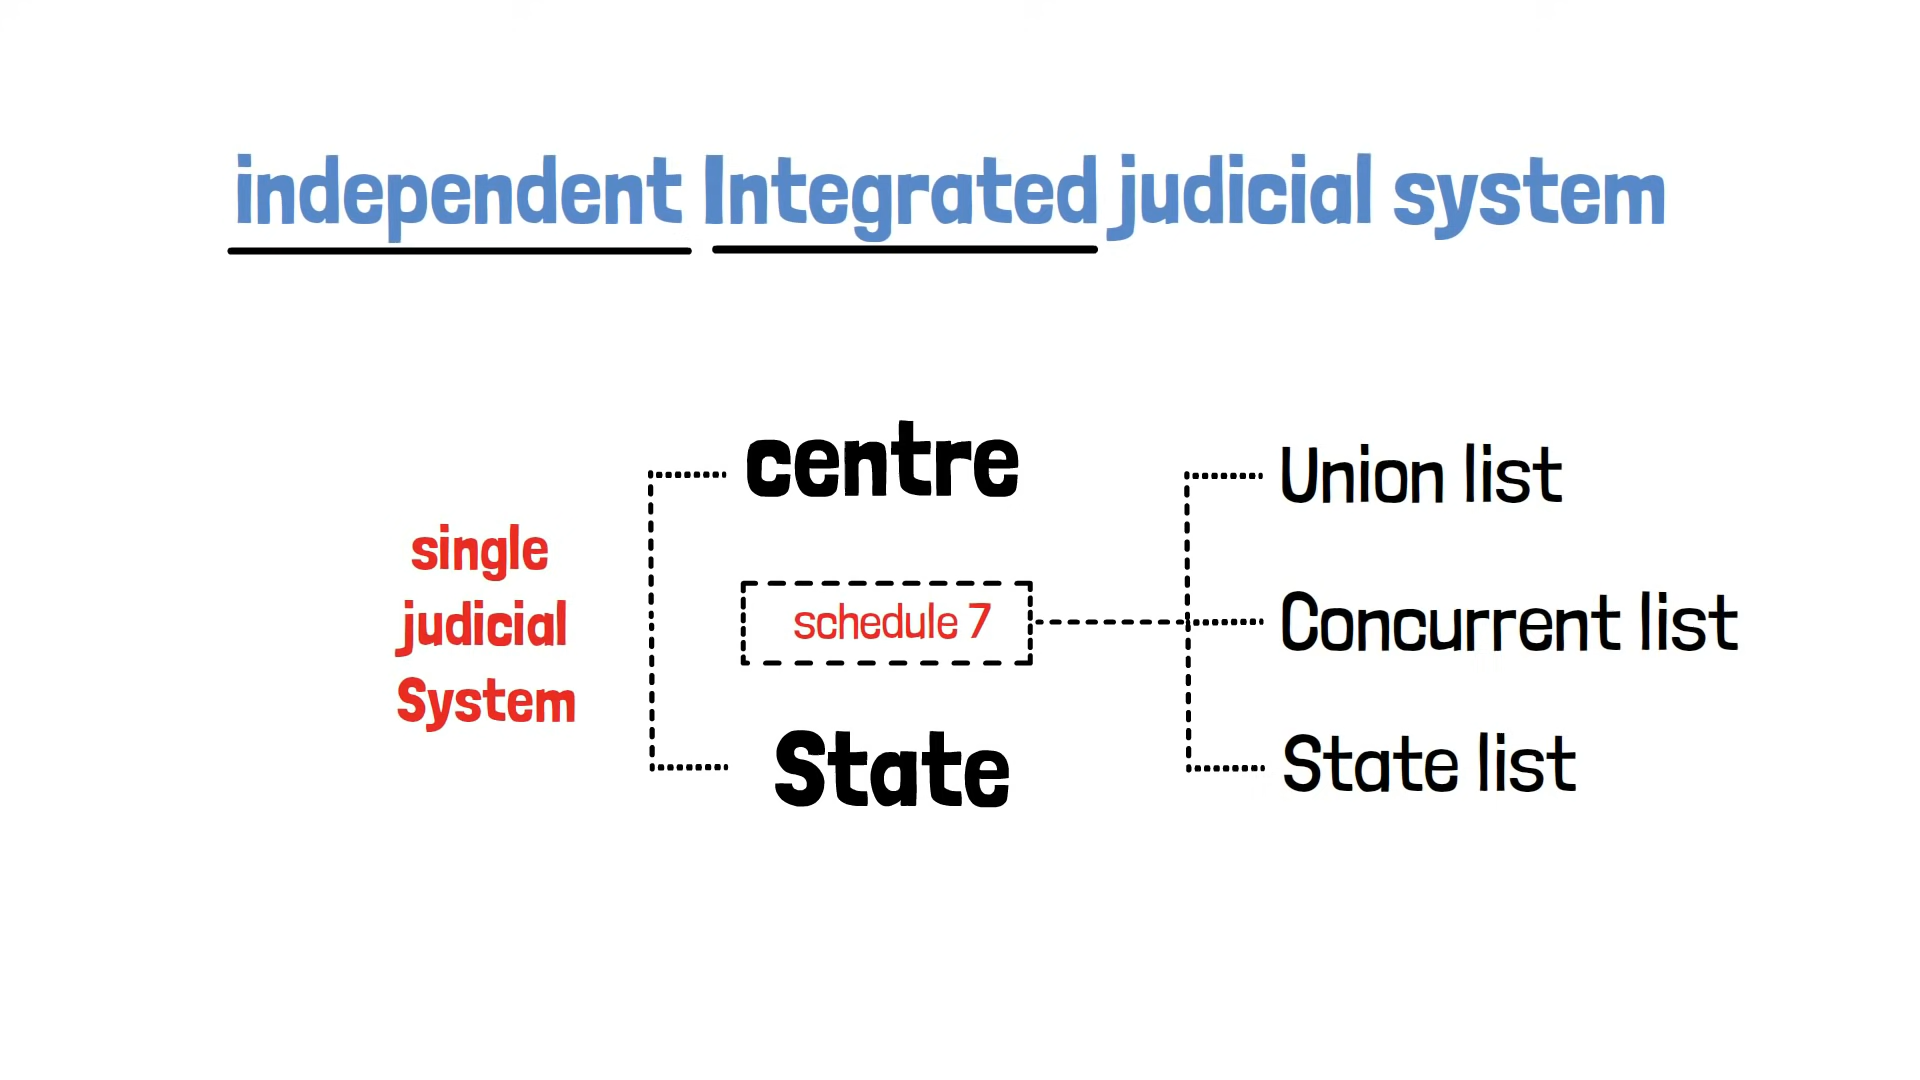 independent Integrated judicial system
centre
Union list
single
judicial
System
schedule 7
Concurrent list
State
State list